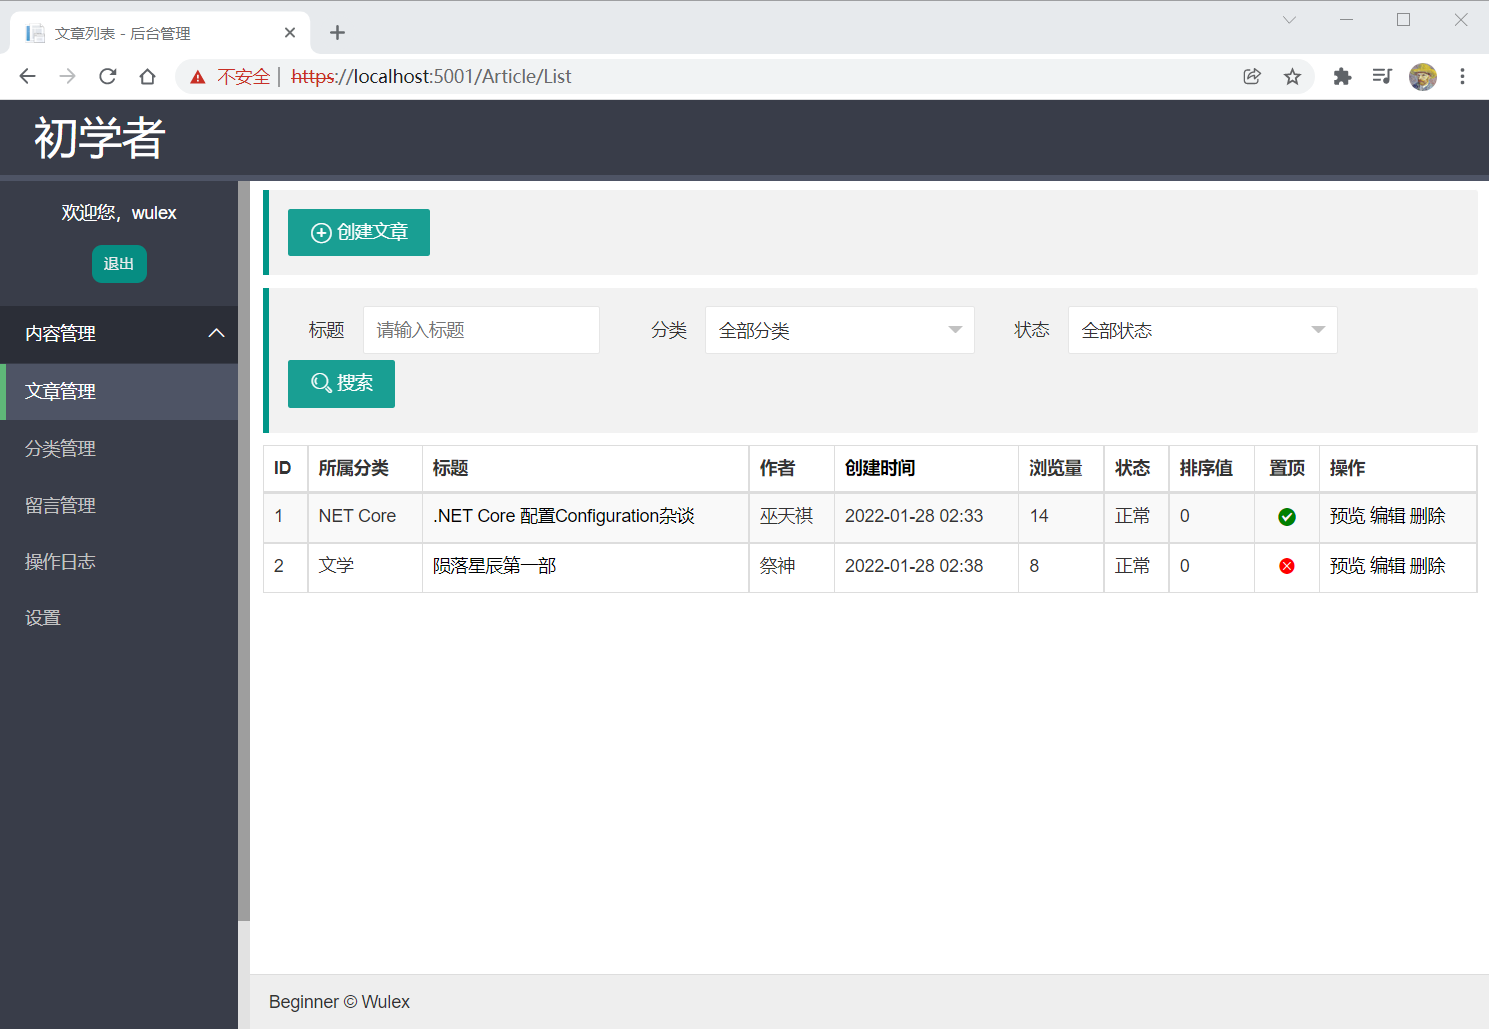 文章列表 - 后台管理
不安全 | https://localhost:5001/Article/List
初学者
欢迎您，wulex
退出
内容管理
文章管理
分类管理
留言管理
操作日志
设置
创建文章
标题 请输入标题 分类 全部分类 状态 全部状态
搜索
ID 所属分类 标题 作者 创建时间 浏览量 状态 排序值 置顶 操作
1 NET Core .NET Core 配置Configuration杂谈 巫天祺 2022-01-28 02:33 14 正常 0 预览 编辑 删除
2 文学 陨落星辰第一部 祭神 2022-01-28 02:38 8 正常 0 预览 编辑 删除
Beginner © Wulex